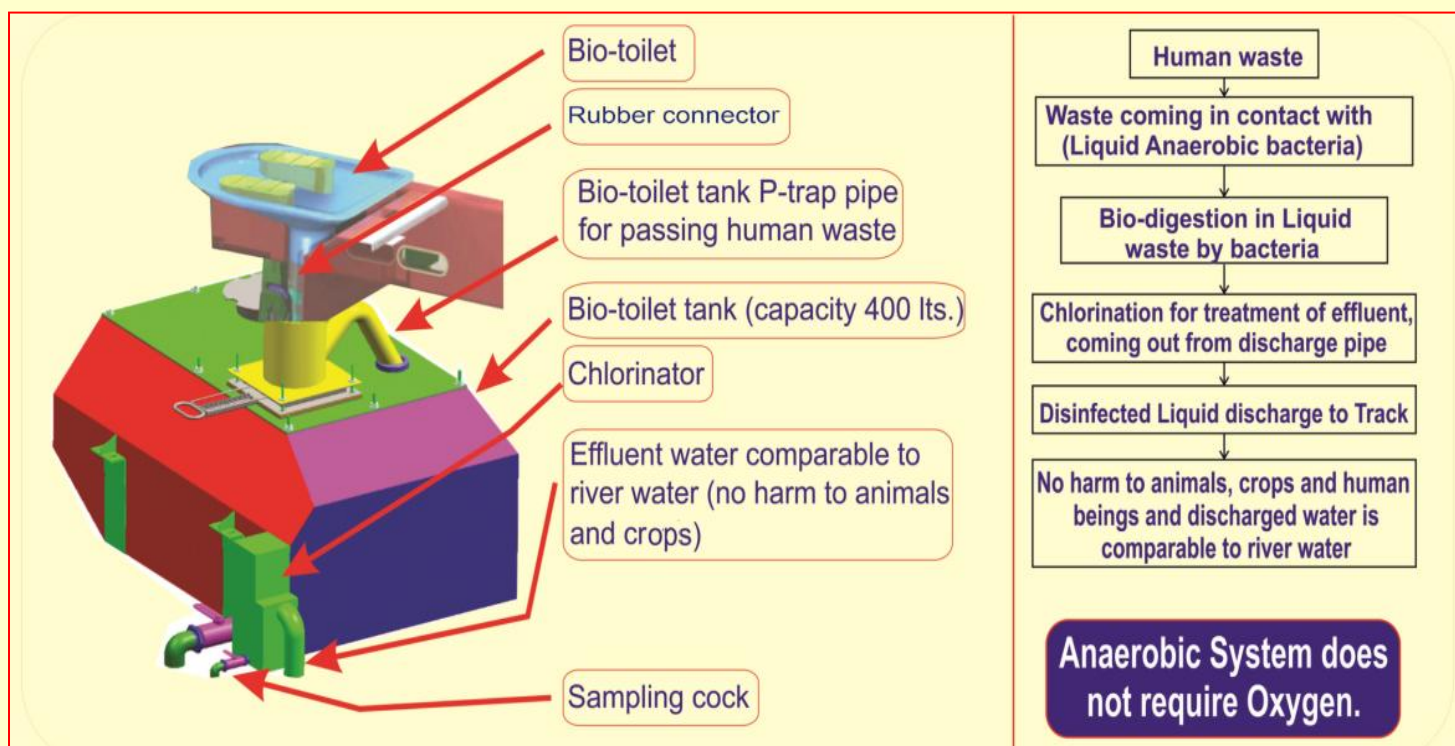 Bio-toilet
Rubber connector
Bio-toilet tank P-trap pipe
for passing human waste
Bio-toilet tank (capacity 400 lts.)
Chlorinator
Effluent water comparable to
river water (no harm to animals
and crops)
Sampling cock
Human waste
Waste coming in contact with
(Liquid Anaerobic bacteria)
Bio-digestion in Liquid
waste by bacteria
Chlorination for treatment of effluent,
coming out from discharge pipe
Disinfected Liquid discharge to Track
No harm to animals, crops and human
beings and discharged water is
comparable to river water
Anaerobic System does
not require Oxygen.